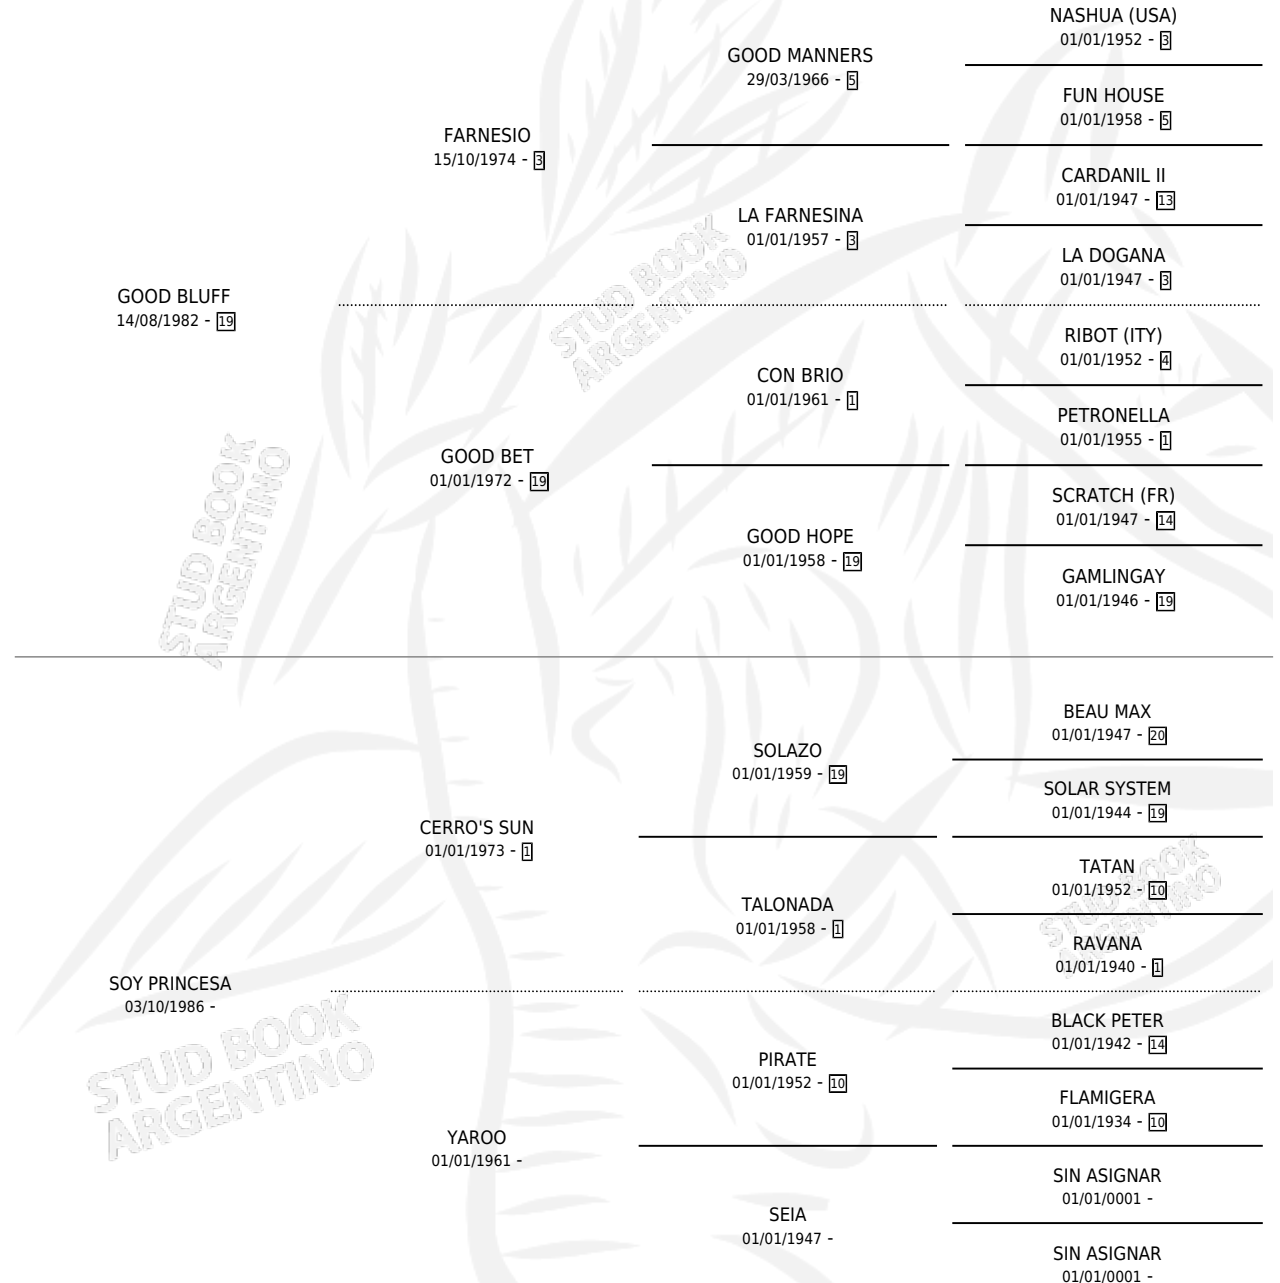 NASHUA (USA)
01/01/1952 - 3
GOOD MANNERS
29/03/1966 - 5
FUN HOUSE
01/01/1958 - 5
FARNESIO
15/10/1974 - 3
CARDANIL II
01/01/1947 - 13
LA FARNESINA
01/01/1957 - 3
LA DOGANA
01/01/1947 - 3
GOOD BLUFF
14/08/1982 - 19
RIBOT (ITY)
01/01/1952 - 4
CON BRIO
01/01/1961 - 1
PETRONELLA
01/01/1955 - 1
GOOD BET
01/01/1972 - 19
SCRATCH (FR)
01/01/1947 - 14
GOOD HOPE
01/01/1958 - 19
GAMLINGAY
01/01/1946 - 19
BEAU MAX
01/01/1947 - 20
SOLAZO
01/01/1959 - 19
SOLAR SYSTEM
01/01/1944 - 19
CERRO'S SUN
01/01/1973 - 1
TATAN
01/01/1952 - 10
TALONADA
01/01/1958 - 1
RAVANA
01/01/1940 - 1
SOY PRINCESA
03/10/1986 -
BLACK PETER
01/01/1942 - 14
PIRATE
01/01/1952 - 10
FLAMIGERA
01/01/1934 - 10
YAROO
01/01/1961 -
SIN ASIGNAR
01/01/0001 -
SEIA
01/01/1947 -
SIN ASIGNAR
01/01/0001 -
STUD BOOK
ARGENTINO
STUD BOOK
ARGENTINO
STUD BOOK
ARGENTINO
STUD BOOK
ARGENTINO